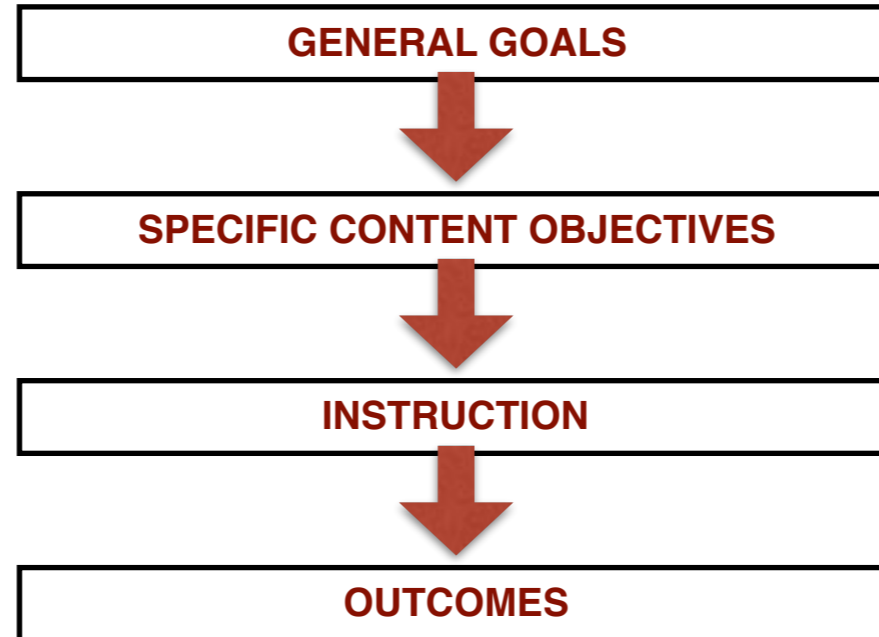 GENERAL GOALS
SPECIFIC CONTENT OBJECTIVES
INSTRUCTION
OUTCOMES